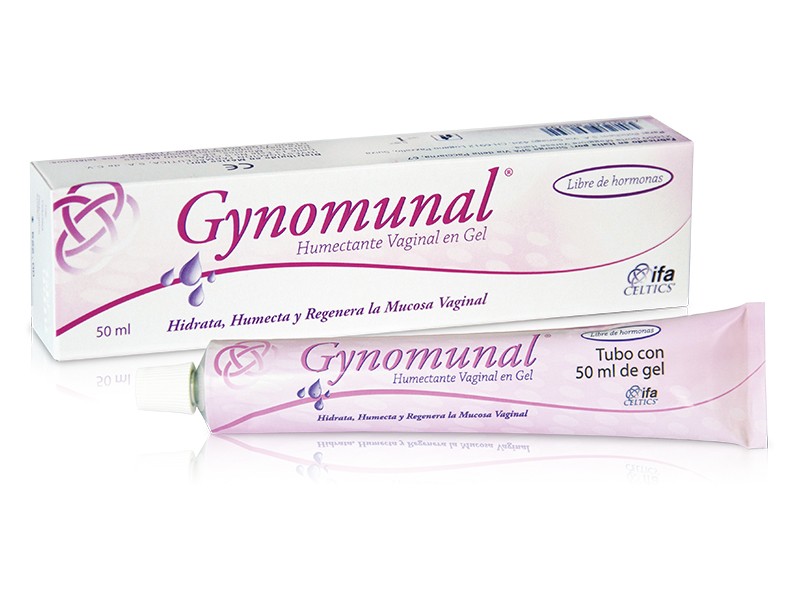 Gynomunal®
Humectante Vaginal en Gel
Libre de hormonas
ifa
CELTICS®
50 ml
Hidrata, Humecta y Regenera la Mucosa Vaginal
CE
Gynomunal®
Humectante Vaginal en Gel
Libre de hormonas
Tubo con
50 ml de gel
ifa
CELTICS®
Hidrata, Humecta y Regenera la Mucosa Vaginal